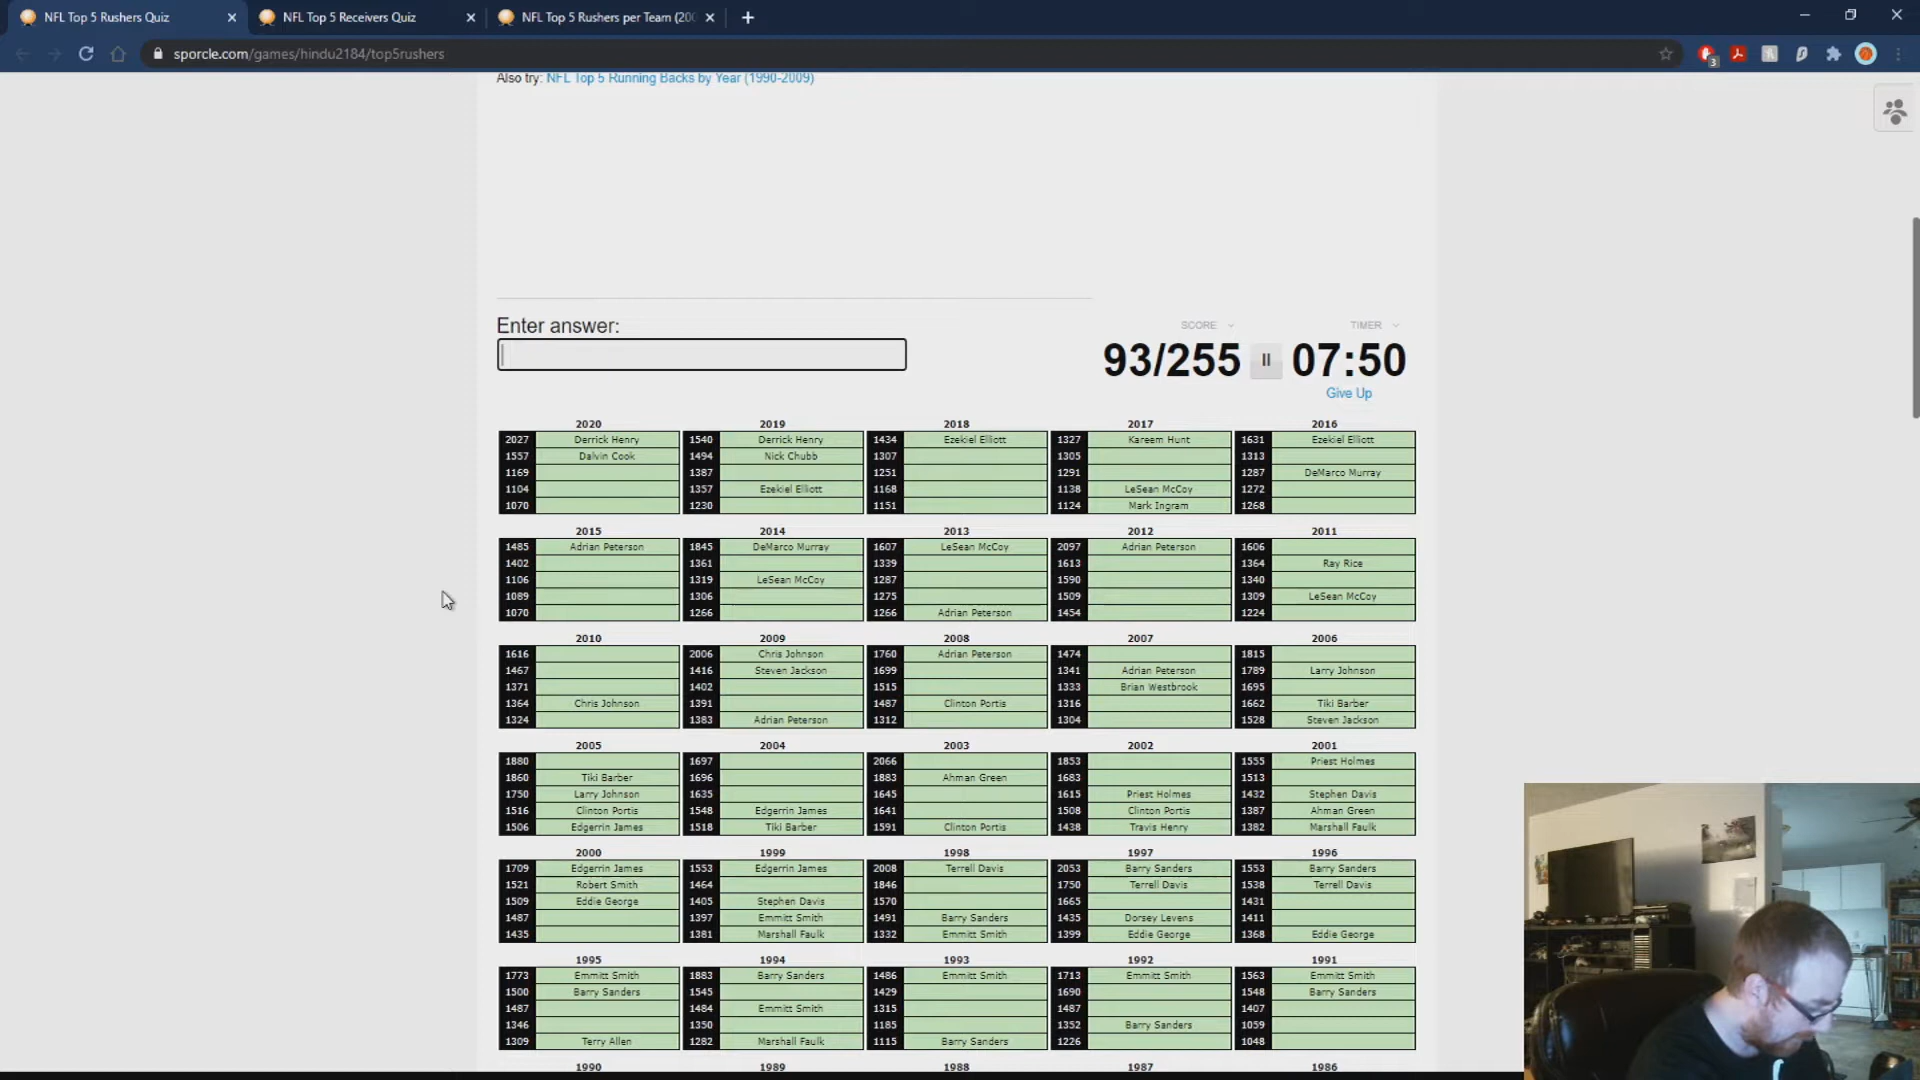 NFL Top 5 Rushers Quiz
NFL Top 5 Receivers Quiz
NFL Top 5 Rushers per Team (200
sporcle.com/games/hindu2184/top5rushers
3
Also try: NFL Top 5 Running Backs by Year (1990-2009)
Enter answer:
SCORE TIMER
93/255 07:50
Give Up
2020 2019 2018 2017 2016
2027 Derrick Henry 1540 Derrick Henry 1434 Ezekiel Elliott 1327 Kareem Hunt 1631 Ezekiel Elliott
1557 Dalvin Cook 1494 Nick Chubb 1307 1305 1313
1169 1387 1251 1291 1287 DeMarco Murray
1104 1357 Ezekiel Elliott 1168 1138 LeSean McCoy 1272
1070 1230 1151 1124 Mark Ingram 1268
2015 2014 2013 2012 2011
1485 Adrian Peterson 1845 DeMarco Murray 1607 LeSean McCoy 2097 Adrian Peterson 1606
1402 1361 1339 1613 1364 Ray Rice
1106 1319 LeSean McCoy 1287 1590 1340
1089 1306 1275 1509 1309 LeSean McCoy
1070 1266 1266 Adrian Peterson 1454 1224
2010 2009 2008 2007 2006
1616 2006 Chris Johnson 1760 Adrian Peterson 1474 1815
1467 1416 Steven Jackson 1699 1341 Adrian Peterson 1789 Larry Johnson
1371 1402 1515 1333 Brian Westbrook 1695
1364 Chris Johnson 1391 1487 Clinton Portis 1316 1662 Tiki Barber
1324 1383 Adrian Peterson 1312 1304 1528 Steven Jackson
2005 2004 2003 2002 2001
1880 1697 2066 1853 1555 Priest Holmes
1860 Tiki Barber 1696 1883 Ahman Green 1683 1513
1750 Larry Johnson 1635 1645 1615 Priest Holmes 1432 Stephen Davis
1516 Clinton Portis 1548 Edgerrin James 1641 1508 Clinton Portis 1387 Ahman Green
1506 Edgerrin James 1518 Tiki Barber 1591 Clinton Portis 1438 Travis Henry 1382 Marshall Faulk
2000 1999 1998 1997 1996
1709 Edgerrin James 1553 Edgerrin James 2008 Terrell Davis 2053 Barry Sanders 1553 Barry Sanders
1521 Robert Smith 1464 1846 1750 Terrell Davis 1538 Terrell Davis
1509 Eddie George 1405 Stephen Davis 1570 1665 1431
1487 1397 Emmitt Smith 1491 Barry Sanders 1435 Dorsey Levens 1411
1435 1381 Marshall Faulk 1332 Emmitt Smith 1399 Eddie George 1368 Eddie George
1995 1994 1993 1992 1991
1773 Emmitt Smith 1883 Barry Sanders 1486 Emmitt Smith 1713 Emmitt Smith 1563 Emmitt Smith
1500 Barry Sanders 1545 1429 1690 1548 Barry Sanders
1487 1484 Emmitt Smith 1315 1487 1407
1346 1350 1185 1352 Barry Sanders 1059
1309 Terry Allen 1282 Marshall Faulk 1115 Barry Sanders 1226 1048
1990 1989 1988 1987 1986